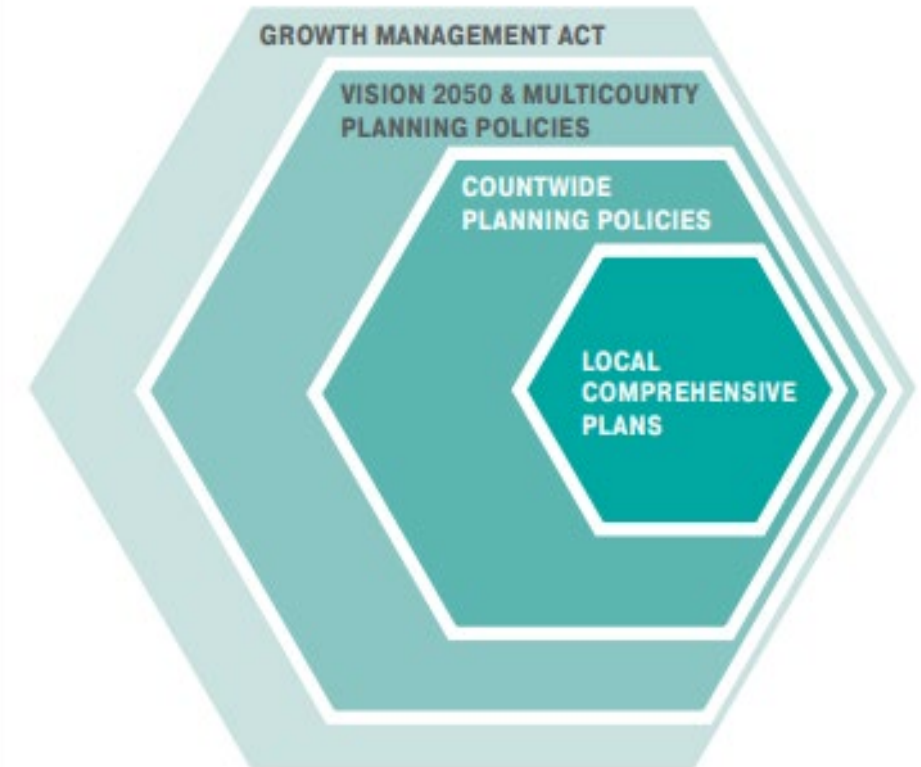 GROWTH MANAGEMENT ACT
VISION 2050 & MULTICOUNTY
PLANNING POLICIES
COUNTWIDE
PLANNING POLICIES
LOCAL
COMPREHENSIVE
PLANS